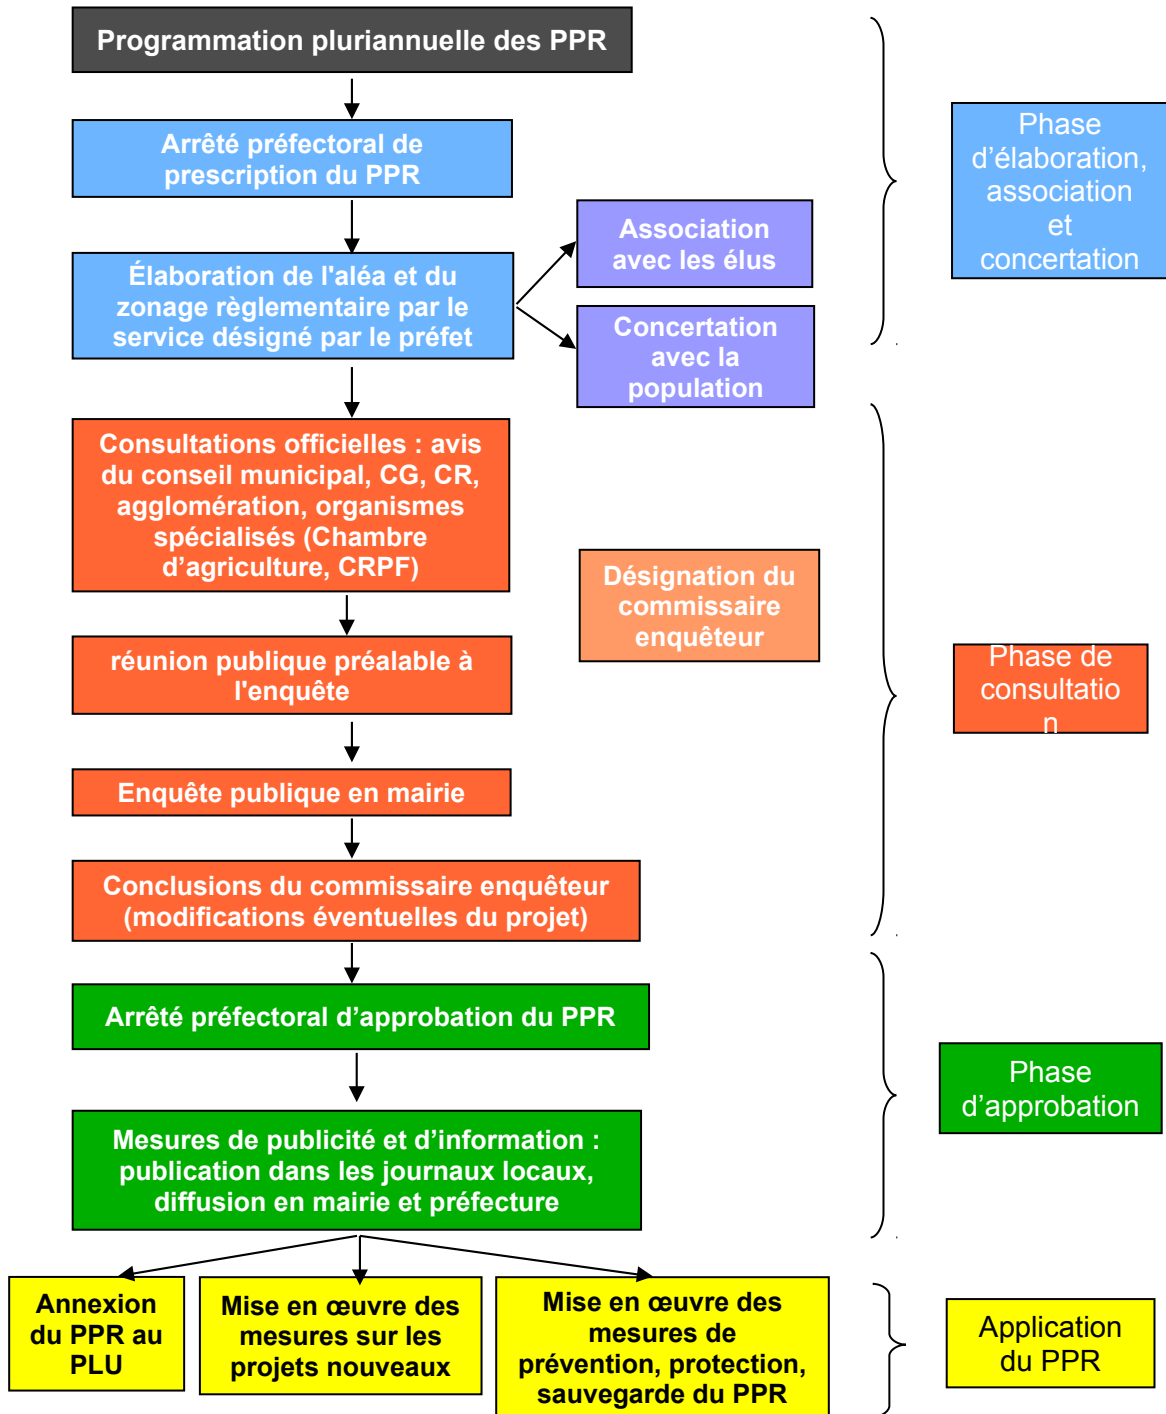 Programmation pluriannuelle des PPR
Arrêté préfectoral de
prescription du PPR
Élaboration de l'aléa et du
zonage règlementaire par le
service désigné par le préfet
Association
avec les élus
Concertation
avec la
population
Phase
d’élaboration,
association
et
concertation
Consultations officielles : avis
du conseil municipal, CG, CR,
agglomération, organismes
spécialisés (Chambre
d’agriculture, CRPF)
Désignation du
commissaire
enquêteur
réunion publique préalable à
l'enquête
Enquête publique en mairie
Conclusions du commissaire enquêteur
(modifications éventuelles du projet)
Phase de
consultatio
n
Arrêté préfectoral d’approbation du PPR
Mesures de publicité et d’information :
publication dans les journaux locaux,
diffusion en mairie et préfecture
Phase
d’approbation
Annexion
du PPR au
PLU
Mise en œuvre des
mesures sur les
projets nouveaux
Mise en œuvre des
mesures de
prévention, protection,
sauvegarde du PPR
Application
du PPR